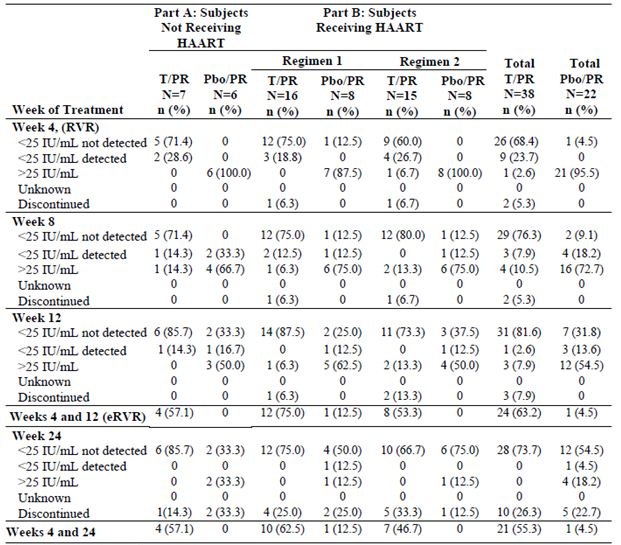 Part A: Subjects Not Receiving HAART Part B: Subjects Receiving HAART
Regimen 1 Regimen 2 Total Total
T/PR Pbo/PR T/PR Pbo/PR T/PR Pbo/PR T/PR Pbo/PR
N=7 N=6 N=16 N=8 N=15 N=8 N=38 N=22
Week of Treatment n (%) n (%) n (%) n (%) n (%) n (%) n (%) n (%)
Week 4, (RVR)
<25 IU/mL not detected 5 (71.4) 0 12 (75.0) 1 (12.5) 9 (60.0) 0 26 (68.4) 1 (4.5)
<25 IU/mL detected 2 (28.6) 0 3 (18.8) 0 4 (26.7) 0 9 (23.7) 0
>25 IU/mL 0 6 (100.0) 0 7 (87.5) 1 (6.7) 8 (100.0) 1 (2.6) 21 (95.5)
Unknown 0 0 0 0 0 0 0 0
Discontinued 0 0 1 (6.3) 0 1 (6.7) 0 2 (5.3) 0
Week 8
<25 IU/mL not detected 5 (71.4) 0 12 (75.0) 1 (12.5) 12 (80.0) 1 (12.5) 29 (76.3) 2 (9.1)
<25 IU/mL detected 1 (14.3) 2 (33.3) 2 (12.5) 1 (12.5) 0 1 (12.5) 3 (7.9) 4 (18.2)
>25 IU/mL 1 (14.3) 4 (66.7) 1 (6.3) 6 (75.0) 2 (13.3) 6 (75.0) 4 (10.5) 16 (72.7)
Unknown 0 0 0 0 0 0 0 0
Discontinued 0 0 1 (6.3) 0 1 (6.7) 0 2 (5.3) 0
Week 12
<25 IU/mL not detected 6 (85.7) 2 (33.3) 14 (87.5) 2 (25.0) 11 (73.3) 3 (37.5) 31 (81.6) 7 (31.8)
<25 IU/mL detected 1 (14.3) 1 (16.7) 0 1 (12.5) 0 1 (12.5) 1 (2.6) 3 (13.6)
>25 IU/mL 0 3 (50.0) 1 (6.3) 5 (62.5) 2 (13.3) 4 (50.0) 3 (7.9) 12 (54.5)
Unknown 0 0 0 0 0 0 0 0
Discontinued 0 0 1 (6.3) 0 2 (13.3) 0 3 (7.9) 0
Weeks 4 and 12 (eRVR) 4 (57.1) 0 12 (75.0) 1 (12.5) 8 (53.3) 0 24 (63.2) 1 (4.5)
Week 24
<25 IU/mL not detected 6 (85.7) 2 (33.3) 12 (75.0) 4 (50.0) 10 (66.7) 6 (75.0) 28 (73.7) 12 (54.5)
<25 IU/mL detected 0 0 0 1 (12.5) 0 0 0 1 (4.5)
>25 IU/mL 0 2 (33.3) 0 1 (12.5) 0 1 (12.5) 0 4 (18.2)
Unknown 0 0 0 0 0 0 0 0
Discontinued 1(14.3) 2 (33.3) 4 (25.0) 2 (25.0) 5 (33.3) 1 (12.5) 10 (26.3) 5 (22.7)
Weeks 4 and 24 4 (57.1) 0 10 (62.5) 1 (12.5) 7 (46.7) 0 21 (55.3) 1 (4.5)